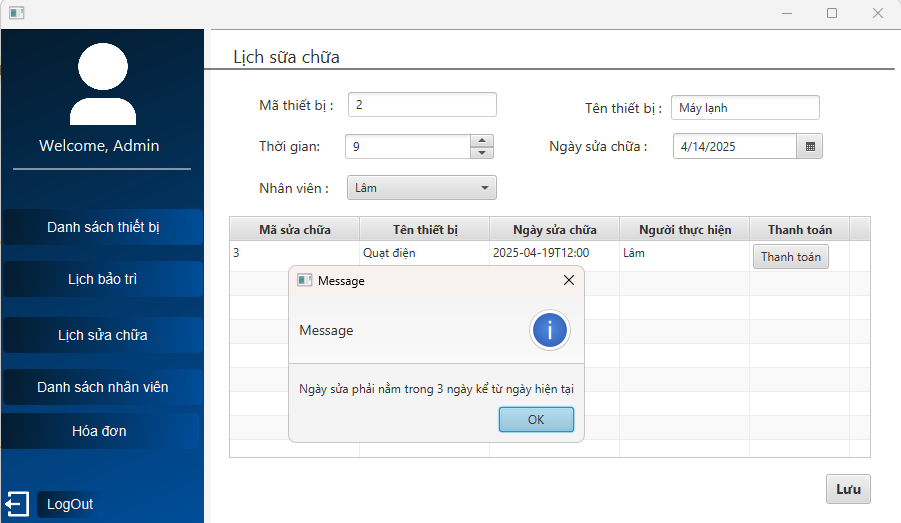 Welcome, Admin
Danh sách thiết bị
Lịch bảo trì
Lịch sửa chữa
Danh sách nhân viên
Hóa đơn
LogOut
Lịch sữa chữa
Mã thiết bị : 2
Tên thiết bị : Máy lạnh
Thời gian: 9
Ngày sửa chữa : 4/14/2025
Nhân viên : Lâm
Mã sửa chữa Tên thiết bị Ngày sửa chữa Người thực hiện Thanh toán
3 Quạt điện 2025-04-19T12:00 Lâm Thanh toán
Message
Message
Ngày sửa phải nằm trong 3 ngày kể từ ngày hiện tại
OK
Lưu